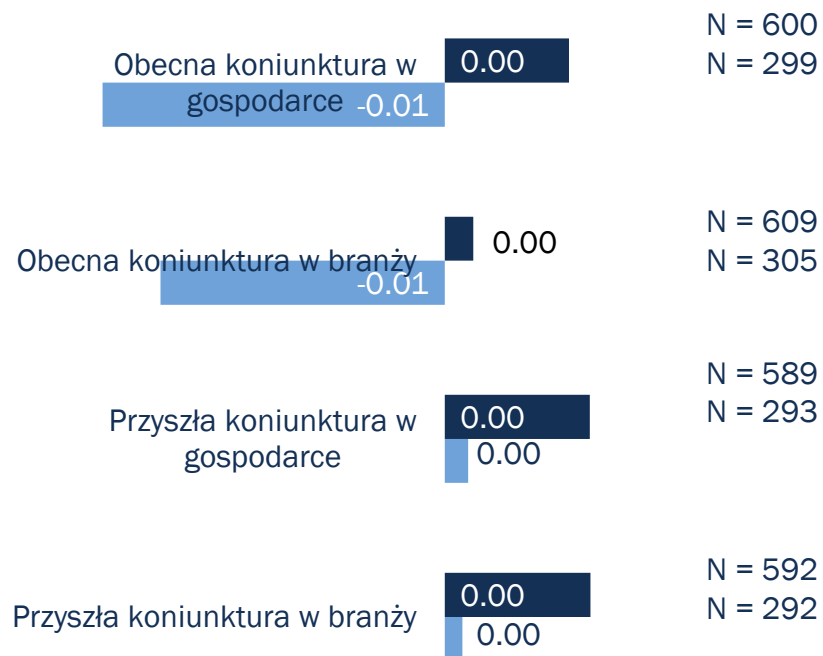 N = 600
0.00
Obecna koniunktura w
N = 299
gospodarce
-0.01
N = 609
0.00
Obecna koniunktura w branży
N = 305
-0.01
N = 589
0.00
Przyszła koniunktura w
N = 293
gospodarce
0.00
N = 592
0.00
Przyszła koniunktura w branży
N = 292
0.00